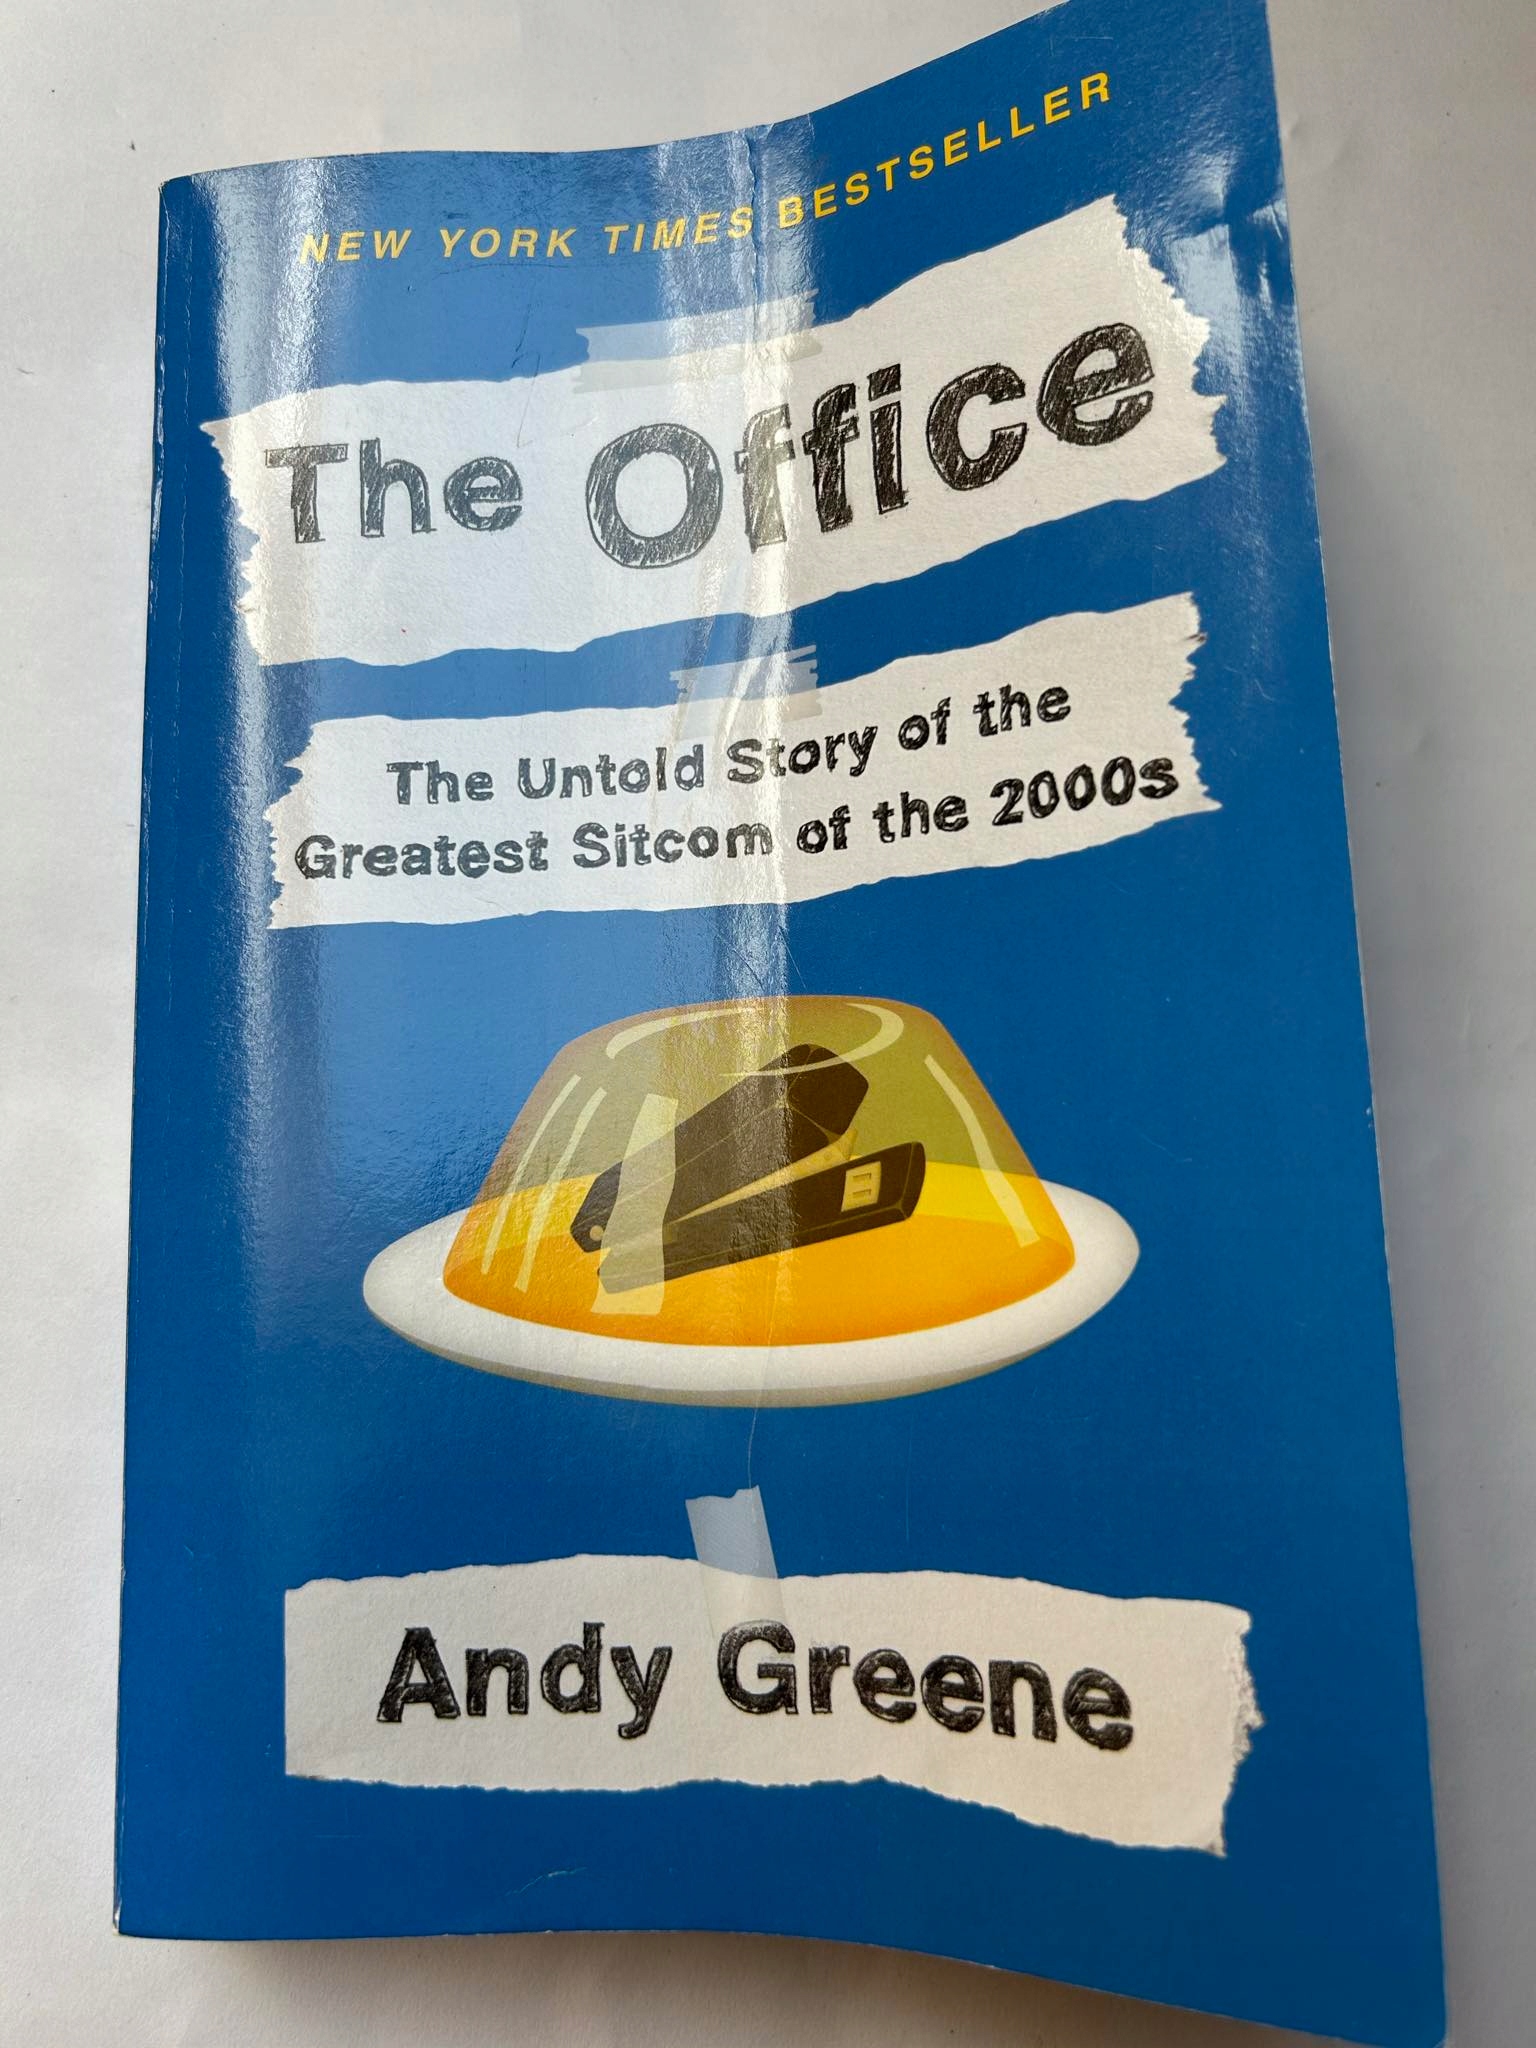 NEW YORK TIMES BESTSELLER
The Office
The Untold Story of the
Greatest Sitcom of the 2000s
Andy Greene